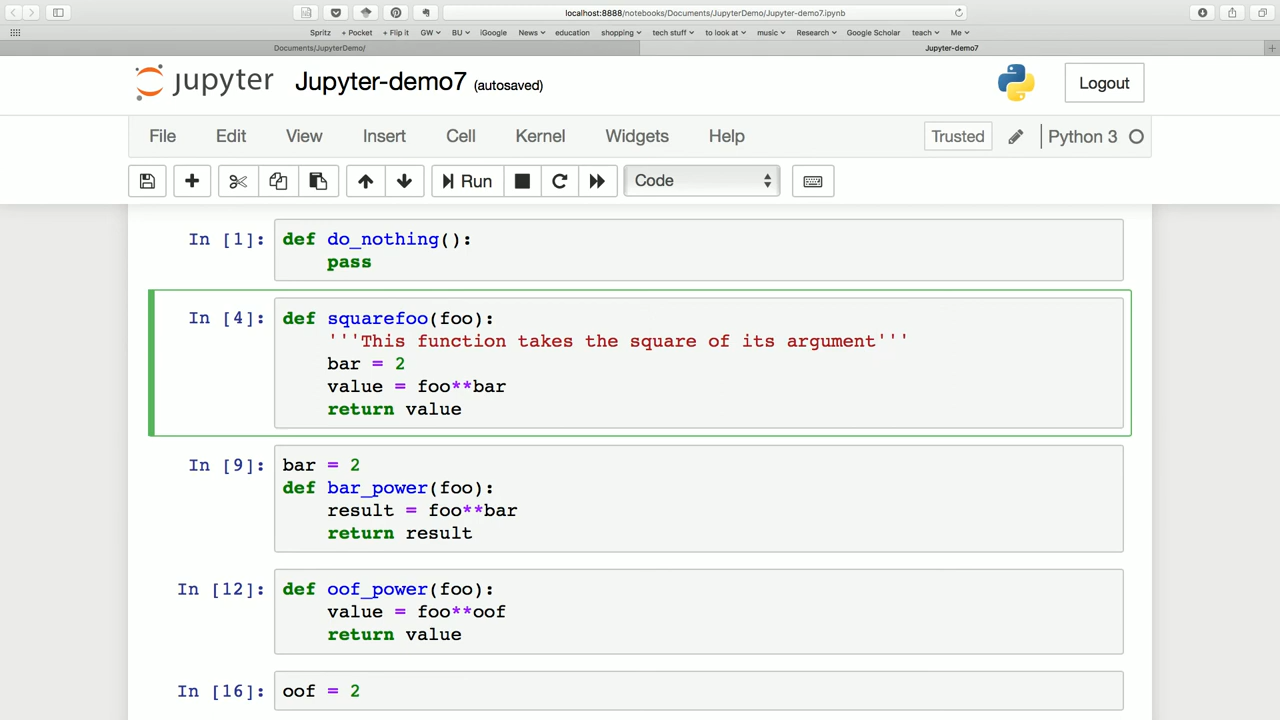 localhost:8888/notebooks/Documents/JupyterDemo/Jupyter-demo7.ipynb
Spritz + Pocket + Flip it GW BU iGoogle News education shopping tech stuff to look at music Research Google Scholar teach Me
Documents/JupyterDemo/ Jupyter-demo7
jupyter Jupyter-demo7 (autosaved) Logout
File Edit View Insert Cell Kernel Widgets Help Trusted Python 3
Run Code
In [1]: def do_nothing():
pass
In [4]: def squarefoo(foo):
'''This function takes the square of its argument'''
bar = 2
value = foo**bar
return value
In [9]: bar = 2
def bar_power(foo):
result = foo**bar
return result
In [12]: def oof_power(foo):
value = foo**oof
return value
In [16]: oof = 2